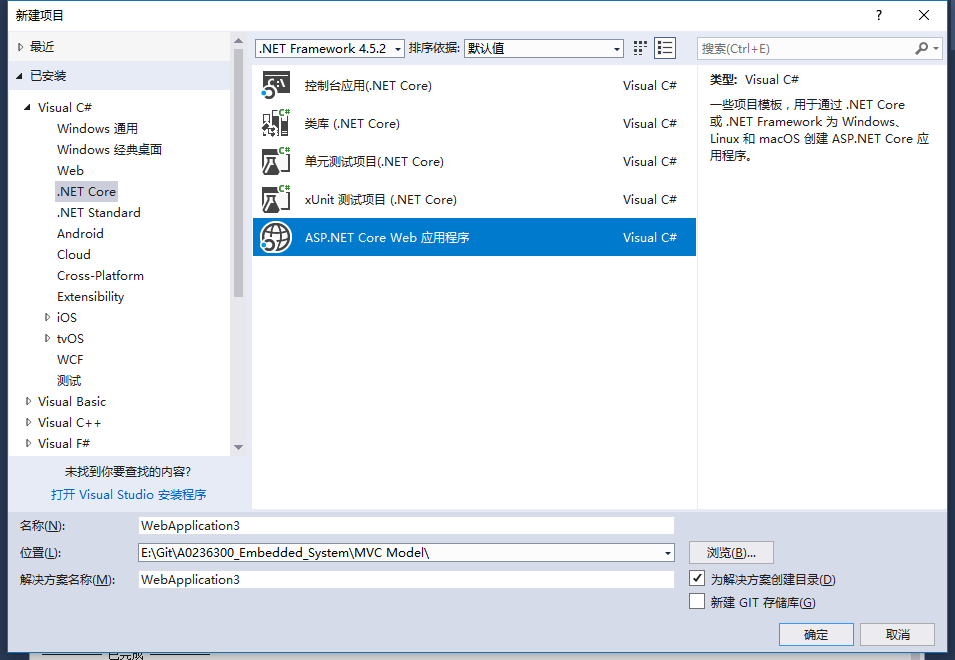 新建项目
?
最近
.NET Framework 4.5.2
排序依据:
默认值
搜索(Ctrl+E)
已安装
Visual C#
Windows 通用
Windows 经典桌面
Web
.NET Core
.NET Standard
Android
Cloud
Cross-Platform
Extensibility
iOS
tvOS
WCF
测试
Visual Basic
Visual C++
Visual F#
未找到你要查找的内容?
打开 Visual Studio 安装程序
控制台应用(.NET Core) Visual C#
类库 (.NET Core) Visual C#
单元测试项目(.NET Core) Visual C#
xUnit 测试项目 (.NET Core) Visual C#
ASP.NET Core Web 应用程序 Visual C#
类型: Visual C#
一些项目模板，用于通过 .NET Core
或 .NET Framework 为 Windows、
Linux 和 macOS 创建 ASP.NET Core 应
用程序。
名称(N): WebApplication3
位置(L): E:\Git\A0236300_Embedded_System\MVC Model\ 浏览(B)...
解决方案名称(M): WebApplication3
为解决方案创建目录(D)
新建 GIT 存储库(G)
确定
取消
已完成